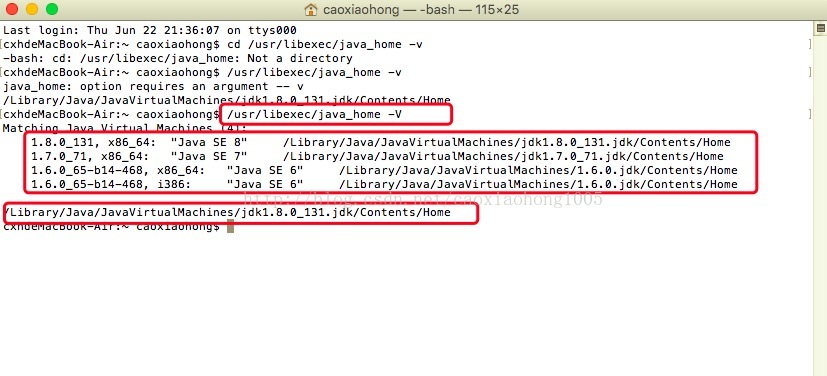 caoxiaohong — -bash — 115×25
Last login: Thu Jun 22 21:36:07 on ttys000
[cxhdeMacBook-Air:~ caoxiaohong$ cd /usr/libexec/java_home -v ]
-bash: cd: /usr/libexec/java_home: Not a directory
[cxhdeMacBook-Air:~ caoxiaohong$ /usr/libexec/java_home -v ]
java_home: option requires an argument -- v
/Library/Java/JavaVirtualMachines/jdk1.8.0_131.jdk/Contents/Home
[cxhdeMacBook-Air:~ caoxiaohong$ /usr/libexec/java_home -V ]
Matching Java Virtual Machines (4):
1.8.0_131, x86_64: "Java SE 8" /Library/Java/JavaVirtualMachines/jdk1.8.0_131.jdk/Contents/Home
1.7.0_71, x86_64: "Java SE 7" /Library/Java/JavaVirtualMachines/jdk1.7.0_71.jdk/Contents/Home
1.6.0_65-b14-468, x86_64: "Java SE 6" /Library/Java/JavaVirtualMachines/1.6.0.jdk/Contents/Home
1.6.0_65-b14-468, i386: "Java SE 6" /Library/Java/JavaVirtualMachines/1.6.0.jdk/Contents/Home
http://blog.csdn.net/caoxiaohong1005
/Library/Java/JavaVirtualMachines/jdk1.8.0_131.jdk/Contents/Home
cxhdeMacBook-Air:~ caoxiaohong$